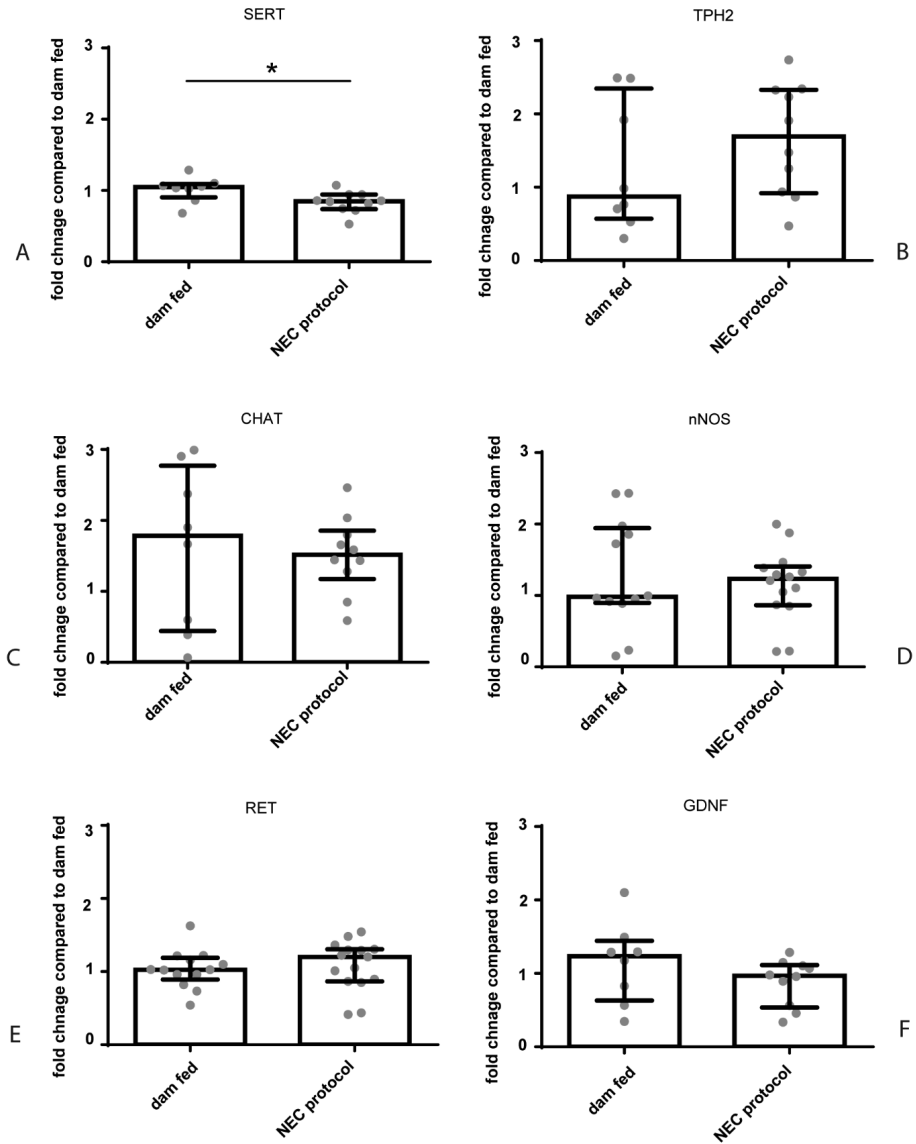 SERT
fold chnage compared to dam fed
3
2
1
0
*
dam fed
NEC protocol
A
TPH2
fold chnage compared to dam fed
3
2
1
0
dam fed
NEC protocol
B
CHAT
fold chnage compared to dam fed
3
2
1
0
dam fed
NEC protocol
C
nNOS
fold chnage compared to dam fed
3
2
1
0
dam fed
NEC protocol
D
RET
fold chnage compared to dam fed
3
2
1
0
dam fed
NEC protocol
E
GDNF
fold chnage compared to dam fed
3
2
1
0
dam fed
NEC protocol
F